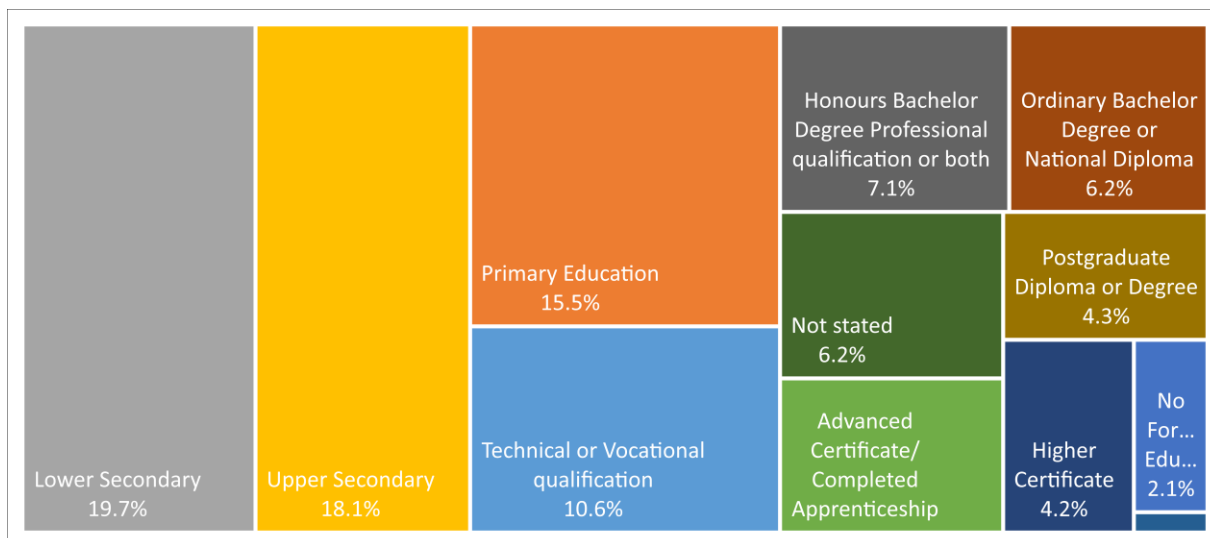 Lower Secondary
19.7%
Upper Secondary
18.1%
Primary Education
15.5%
Technical or Vocational
qualification
10.6%
Honours Bachelor
Degree Professional
qualification or both
7.1%
Ordinary Bachelor
Degree or
National Diploma
6.2%
Not stated
6.2%
Advanced
Certificate/
Completed
Apprenticeship
Postgraduate
Diploma or Degree
4.3%
Higher
Certificate
4.2%
No
For...
Edu...
2.1%